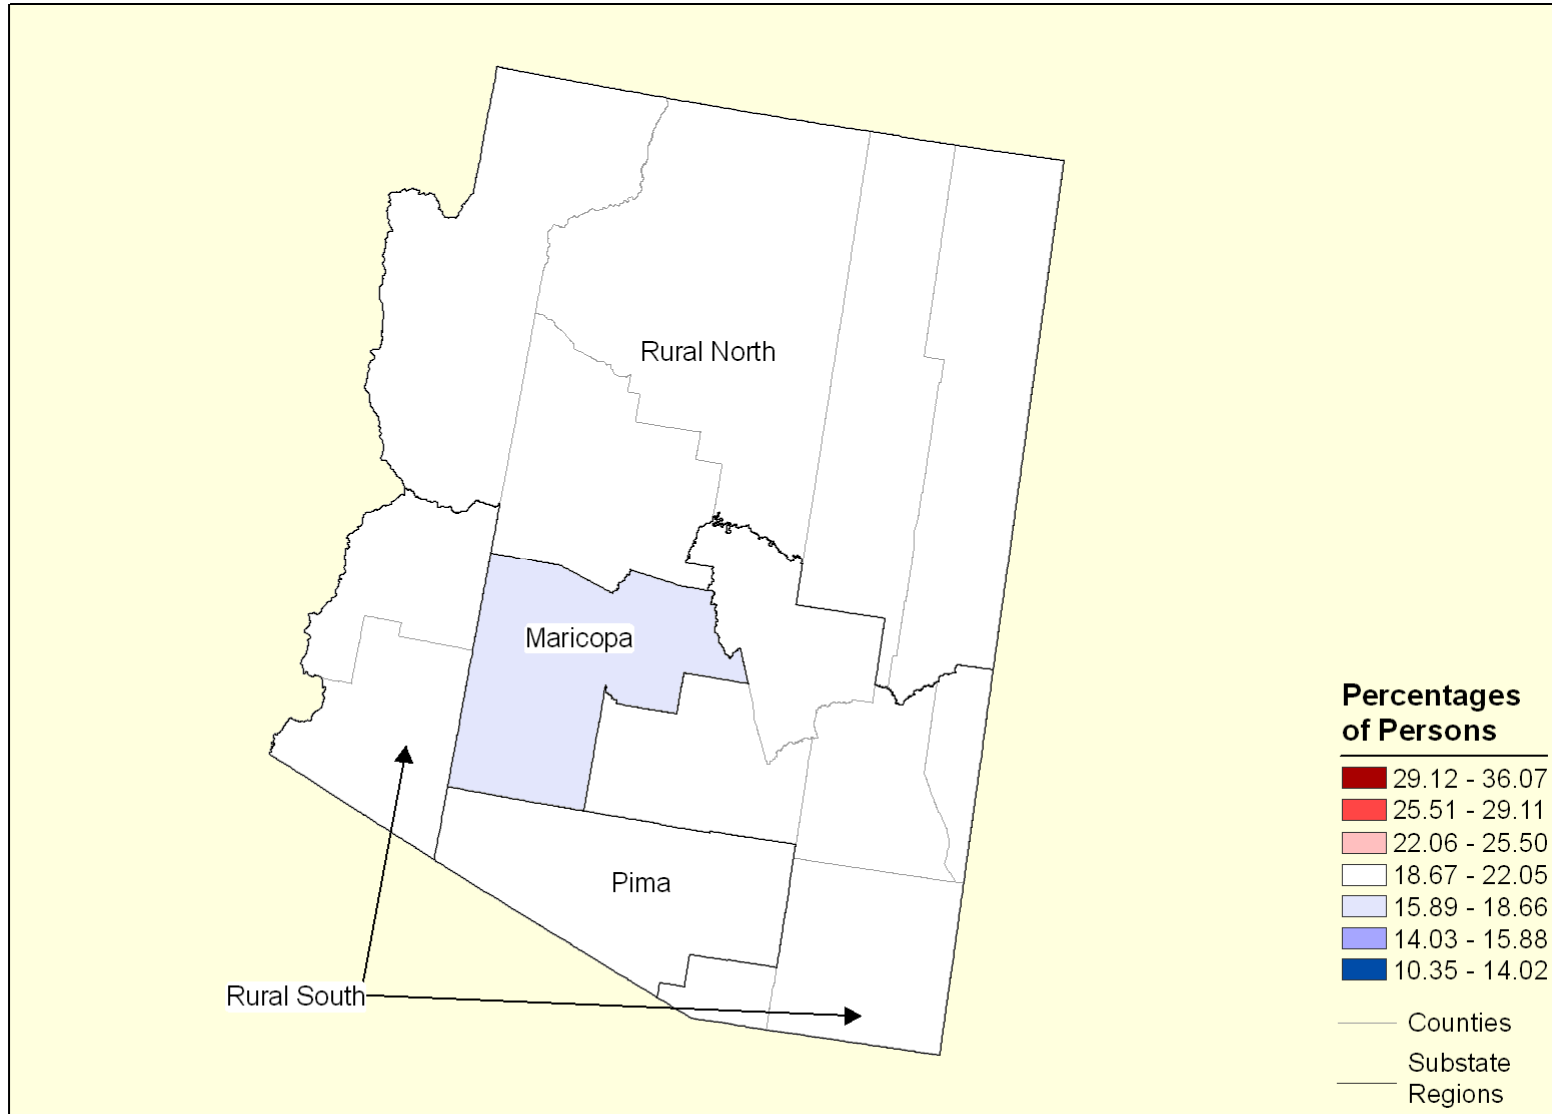 Rural North
Maricopa
Pima
Rural South
Percentages
of Persons
29.12 - 36.07
25.51 - 29.11
22.06 - 25.50
18.67 - 22.05
15.89 - 18.66
14.03 - 15.88
10.35 - 14.02
Counties
Substate
Regions